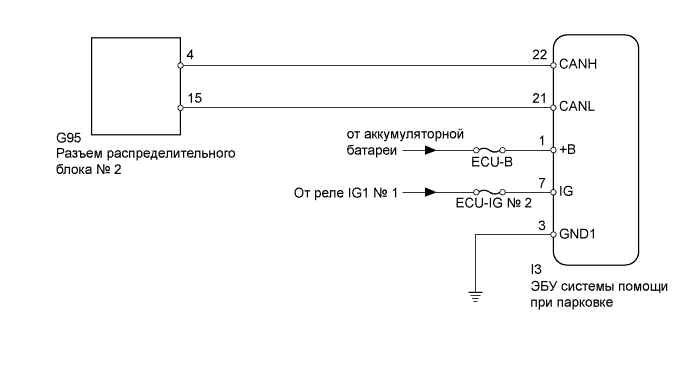 4
22
CANH
15
21
CANL
G95
Разъем распределительного
блока № 2
от аккумуляторной
батареи
ECU-B
1
+B
От реле IG1 № 1
ECU-IG № 2
7
IG
3
GND1
I3
ЭБУ системы помощи
при парковке